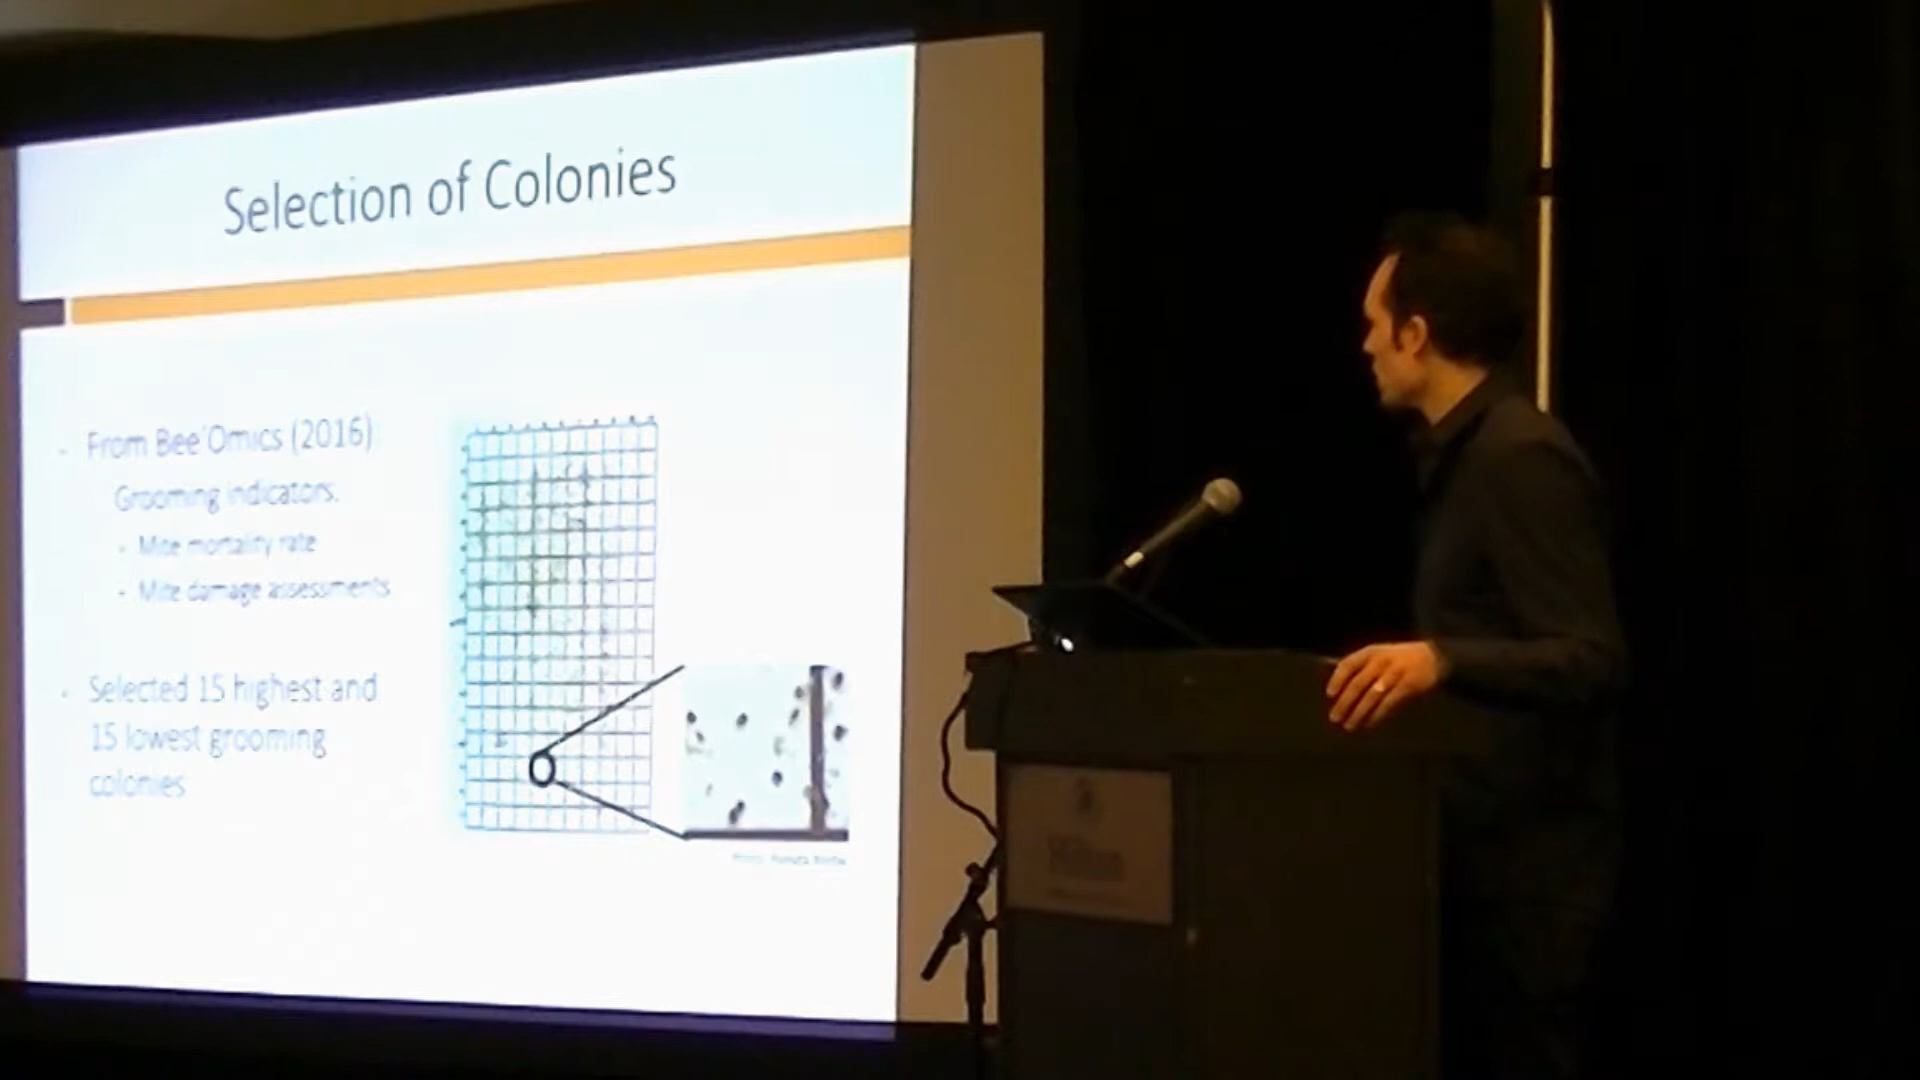 Selection of Colonies
- From Bee'Omics (2016)
Grooming indicators:
- Mite mortality rate
- Mite damage assessments
- Selected 15 highest and
15 lowest grooming
colonies
Hilton